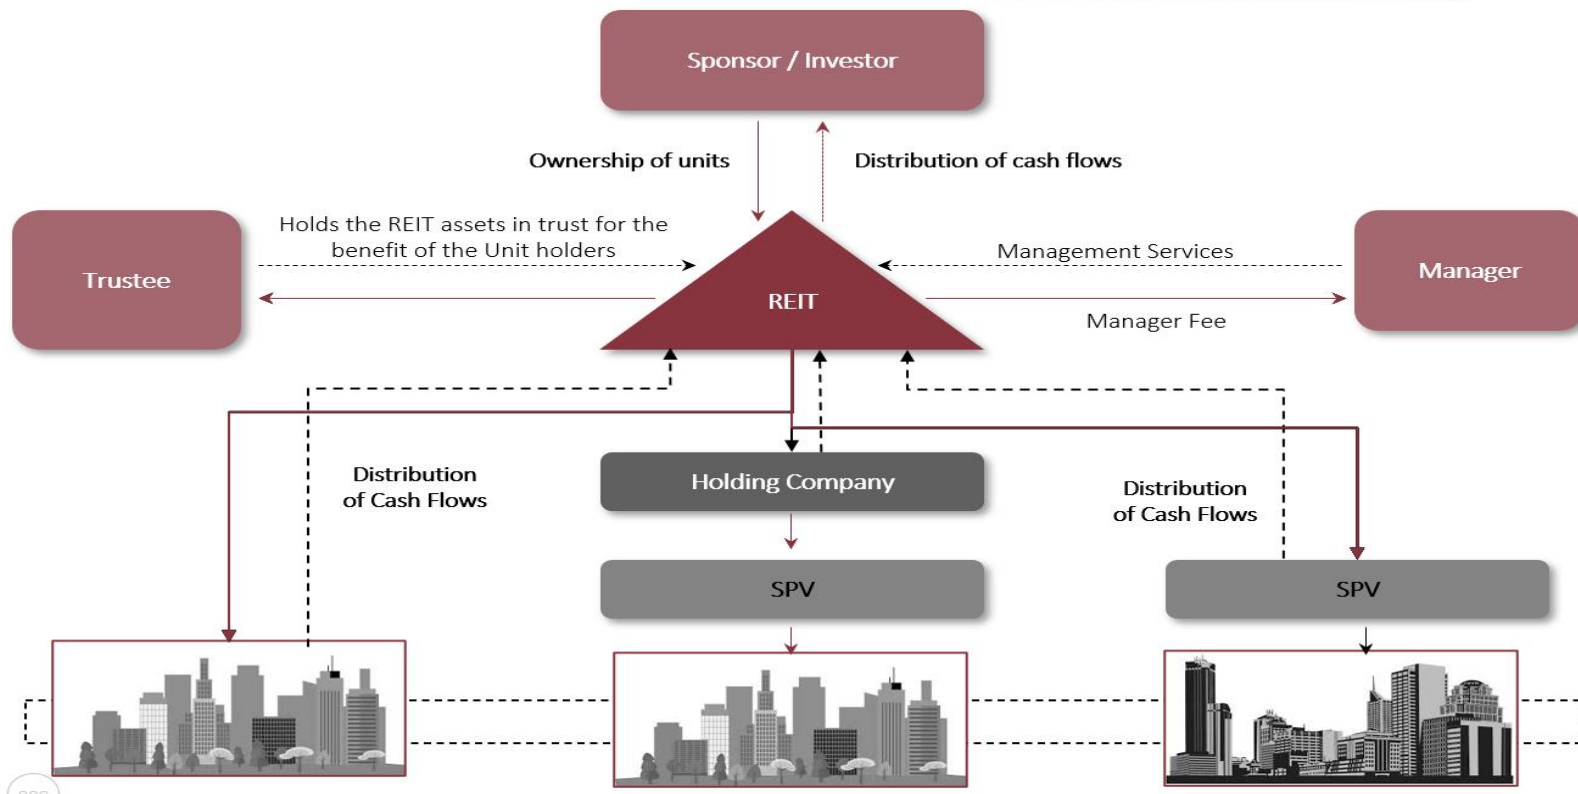 Sponsor / Investor
Ownership of units
Distribution of cash flows
Holds the REIT assets in trust for the
benefit of the Unit holders
Management Services
Trustee
Manager
REIT
Manager Fee
Distribution
of Cash Flows
Holding Company
Distribution
of Cash Flows
SPV
SPV